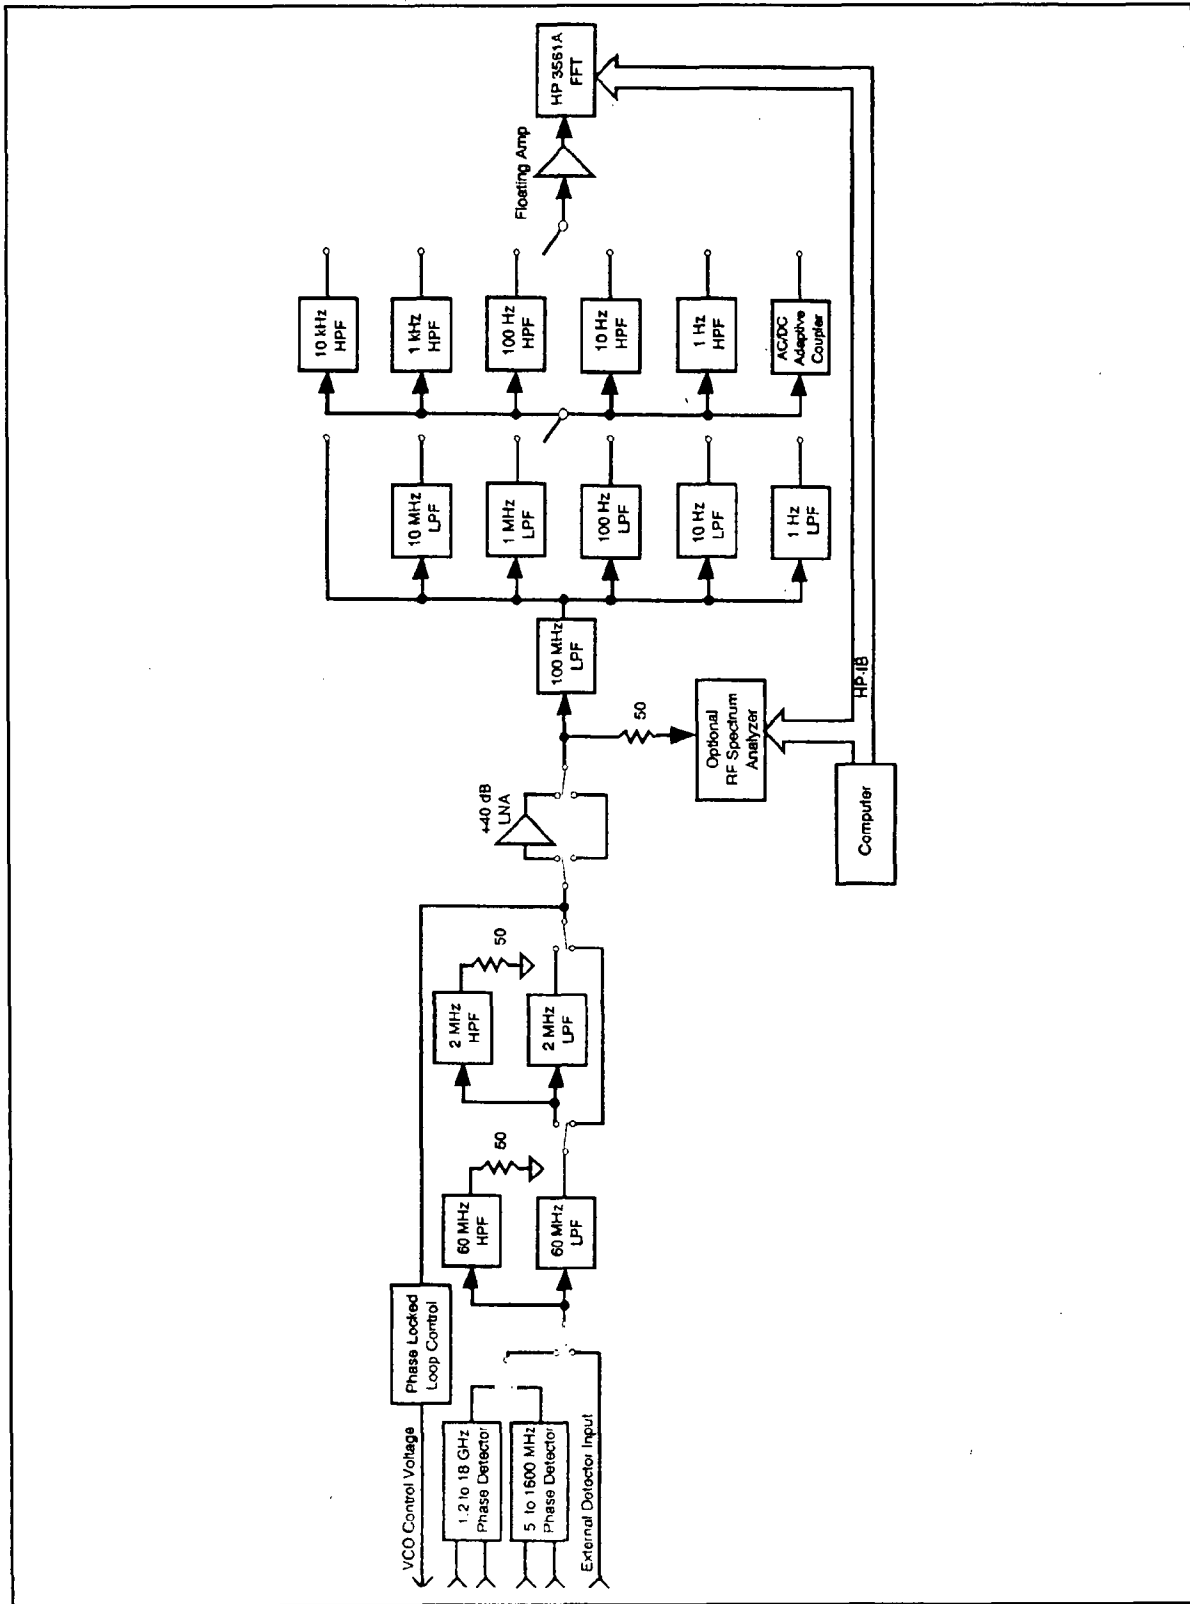 VCO Control Voltage
Phase Locked
Loop Control
1.2 to 18 GHz
Phase Detector
5 to 1600 MHz
Phase Detector
External Detector Input
60 MHz
HPF
50
60 MHz
LPF
2 MHz
HPF
50
2 MHz
LPF
+40 dB
LNA
50
Optional
RF Spectrum
Analyzer
Computer
HP-IB
100 MHz
LPF
10 MHz
LPF
1 MHz
LPF
100 Hz
LPF
10 Hz
LPF
1 Hz
LPF
10 kHz
HPF
1 kHz
HPF
100 Hz
HPF
10 Hz
HPF
1 Hz
HPF
AC/DC
Adaptive
Coupler
Floating Amp
HP 3561A
FFT